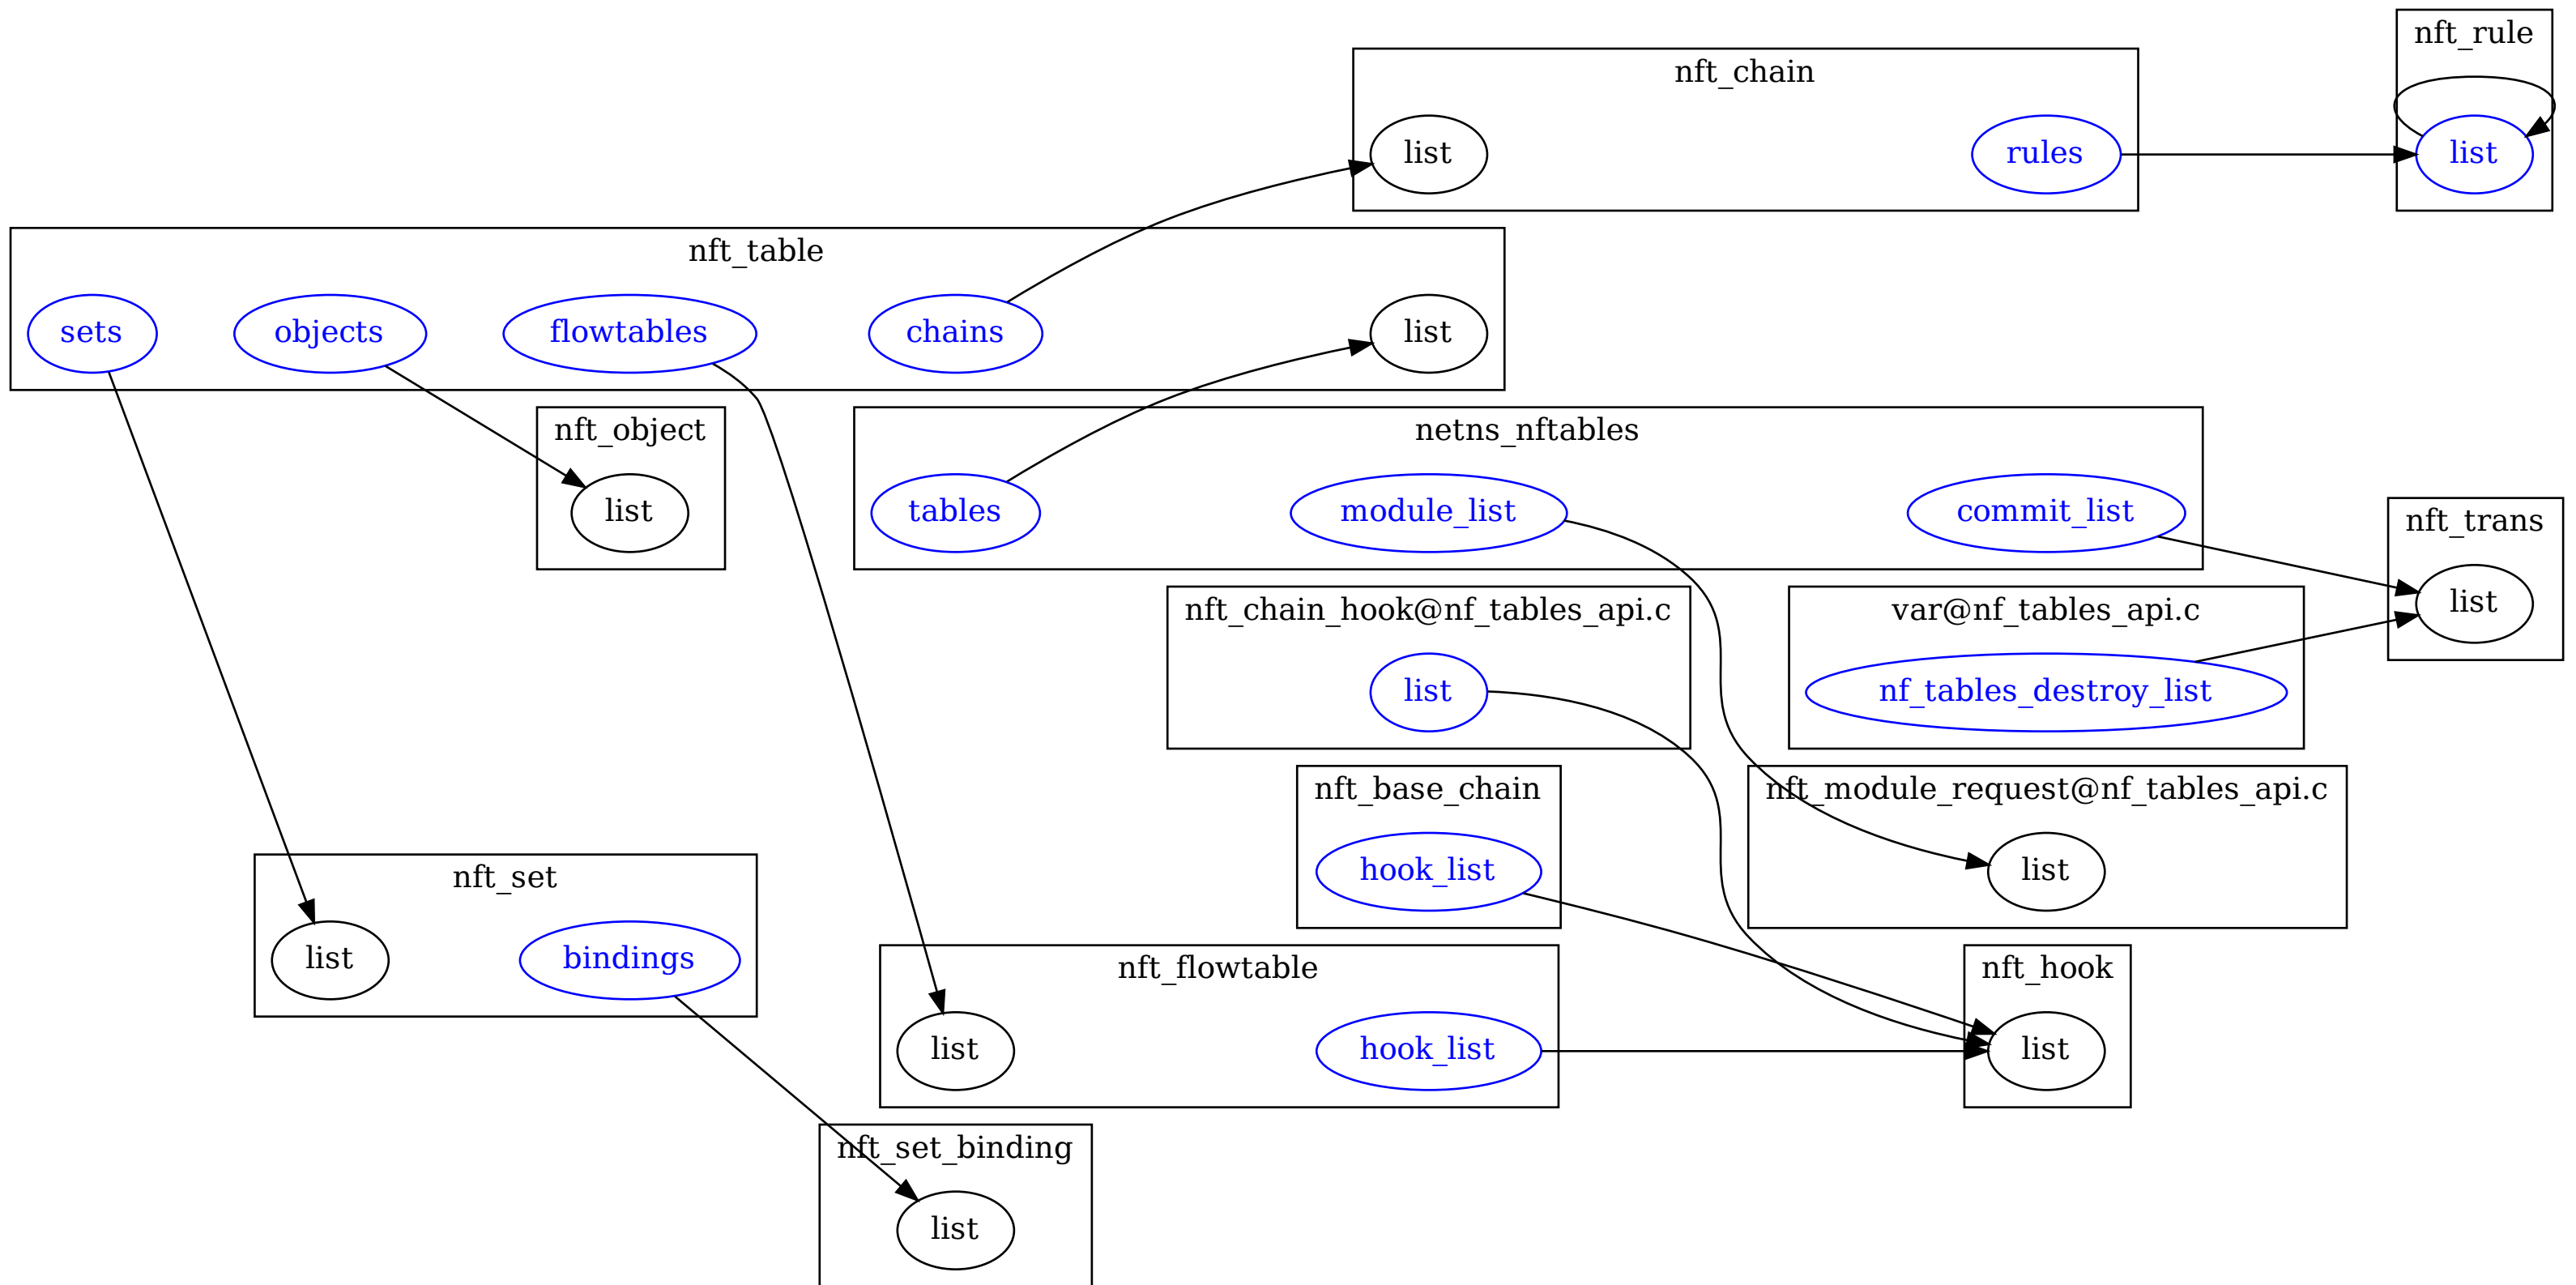 nft_rule
list
nft_chain
list
rules
nft_table
sets
objects
flowtables
chains
list
nft_object
list
netns_nftables
tables
module_list
commit_list
nft_trans
list
nft_chain_hook@nf_tables_api.c
list
var@nf_tables_api.c
nf_tables_destroy_list
nft_base_chain
hook_list
nft_module_request@nf_tables_api.c
list
nft_set
list
bindings
nft_flowtable
list
hook_list
nft_hook
list
nft_set_binding
list